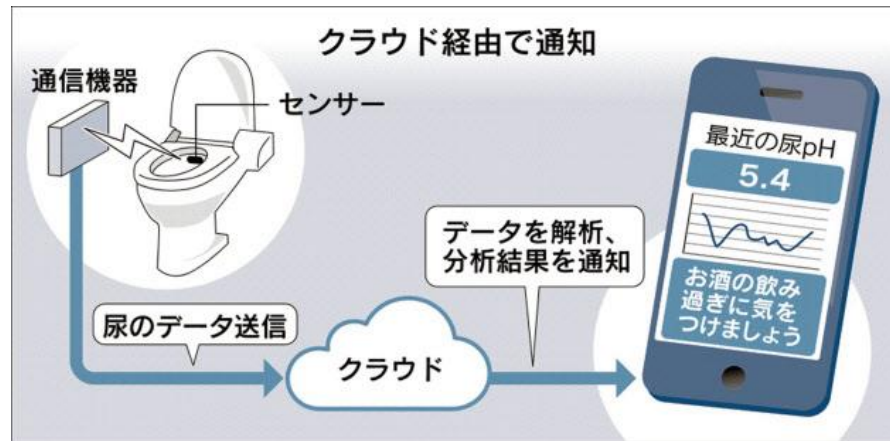 クラウド経由で通知
通信機器
センサー
最近の尿pH
5.4
データを解析、
分析結果を通知
お酒の飲み
過ぎに気を
つけましょう
尿のデータ送信
クラウド